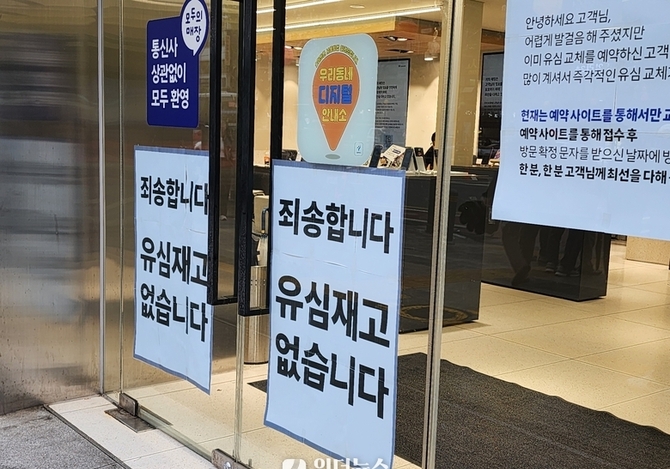 모두의
매장
통신사
상관없이
모두 환영
우리동네
디지털
안내소
죄송합니다
유심재고
없습니다
죄송합니다
유심재고
없습니다
안녕하세요 고객님,
어렵게 발걸음 해 주셨지만
이미 유심 교체를 예약하신 고객
많이 계셔서 즉각적인 유심 교체
현재는 예약 사이트를 통해서만
예약 사이트를 통해 접수 후
방문 확정 문자를 받으신 날짜에
한 분, 한 분 고객님께 최선을 다해
위더뉴스